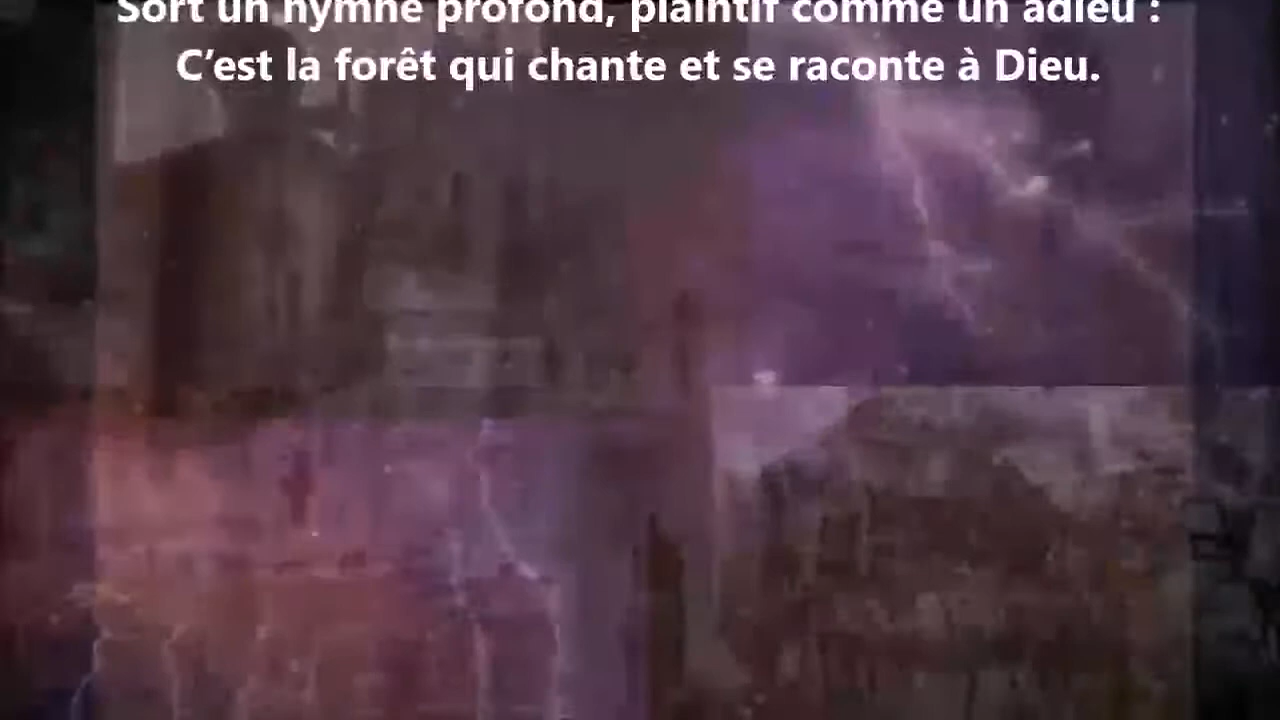 Sort un hymne profond, plaintif comme un adieu :
C’est la forêt qui chante et se raconte à Dieu.